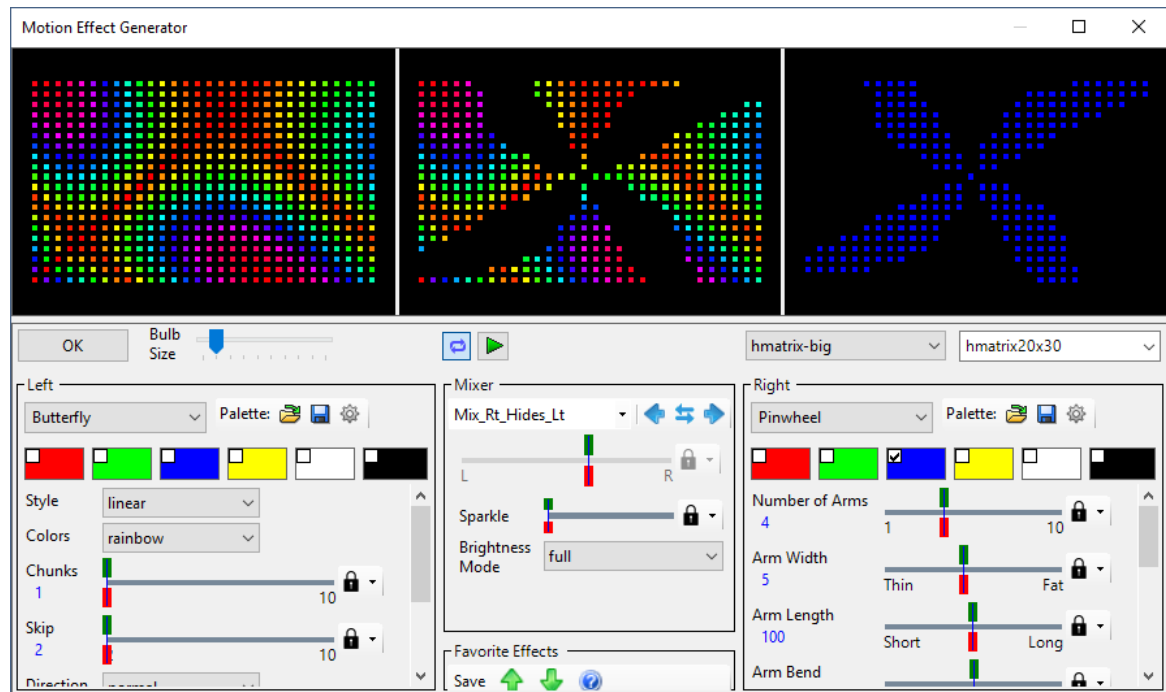 Motion Effect Generator
OK
Bulb
Size
hmatrix-big
hmatrix20x30
Left
Butterfly
Palette:
Style
linear
Colors
rainbow
Chunks
1
10
Skip
2
10
Direction
normal
Mixer
Mix_Rt_Hides_Lt
L
R
Sparkle
Brightness
Mode
full
Favorite Effects
Save
Right
Pinwheel
Palette:
Number of Arms
4
1
10
Arm Width
5
Thin
Fat
Arm Length
100
Short
Long
Arm Bend